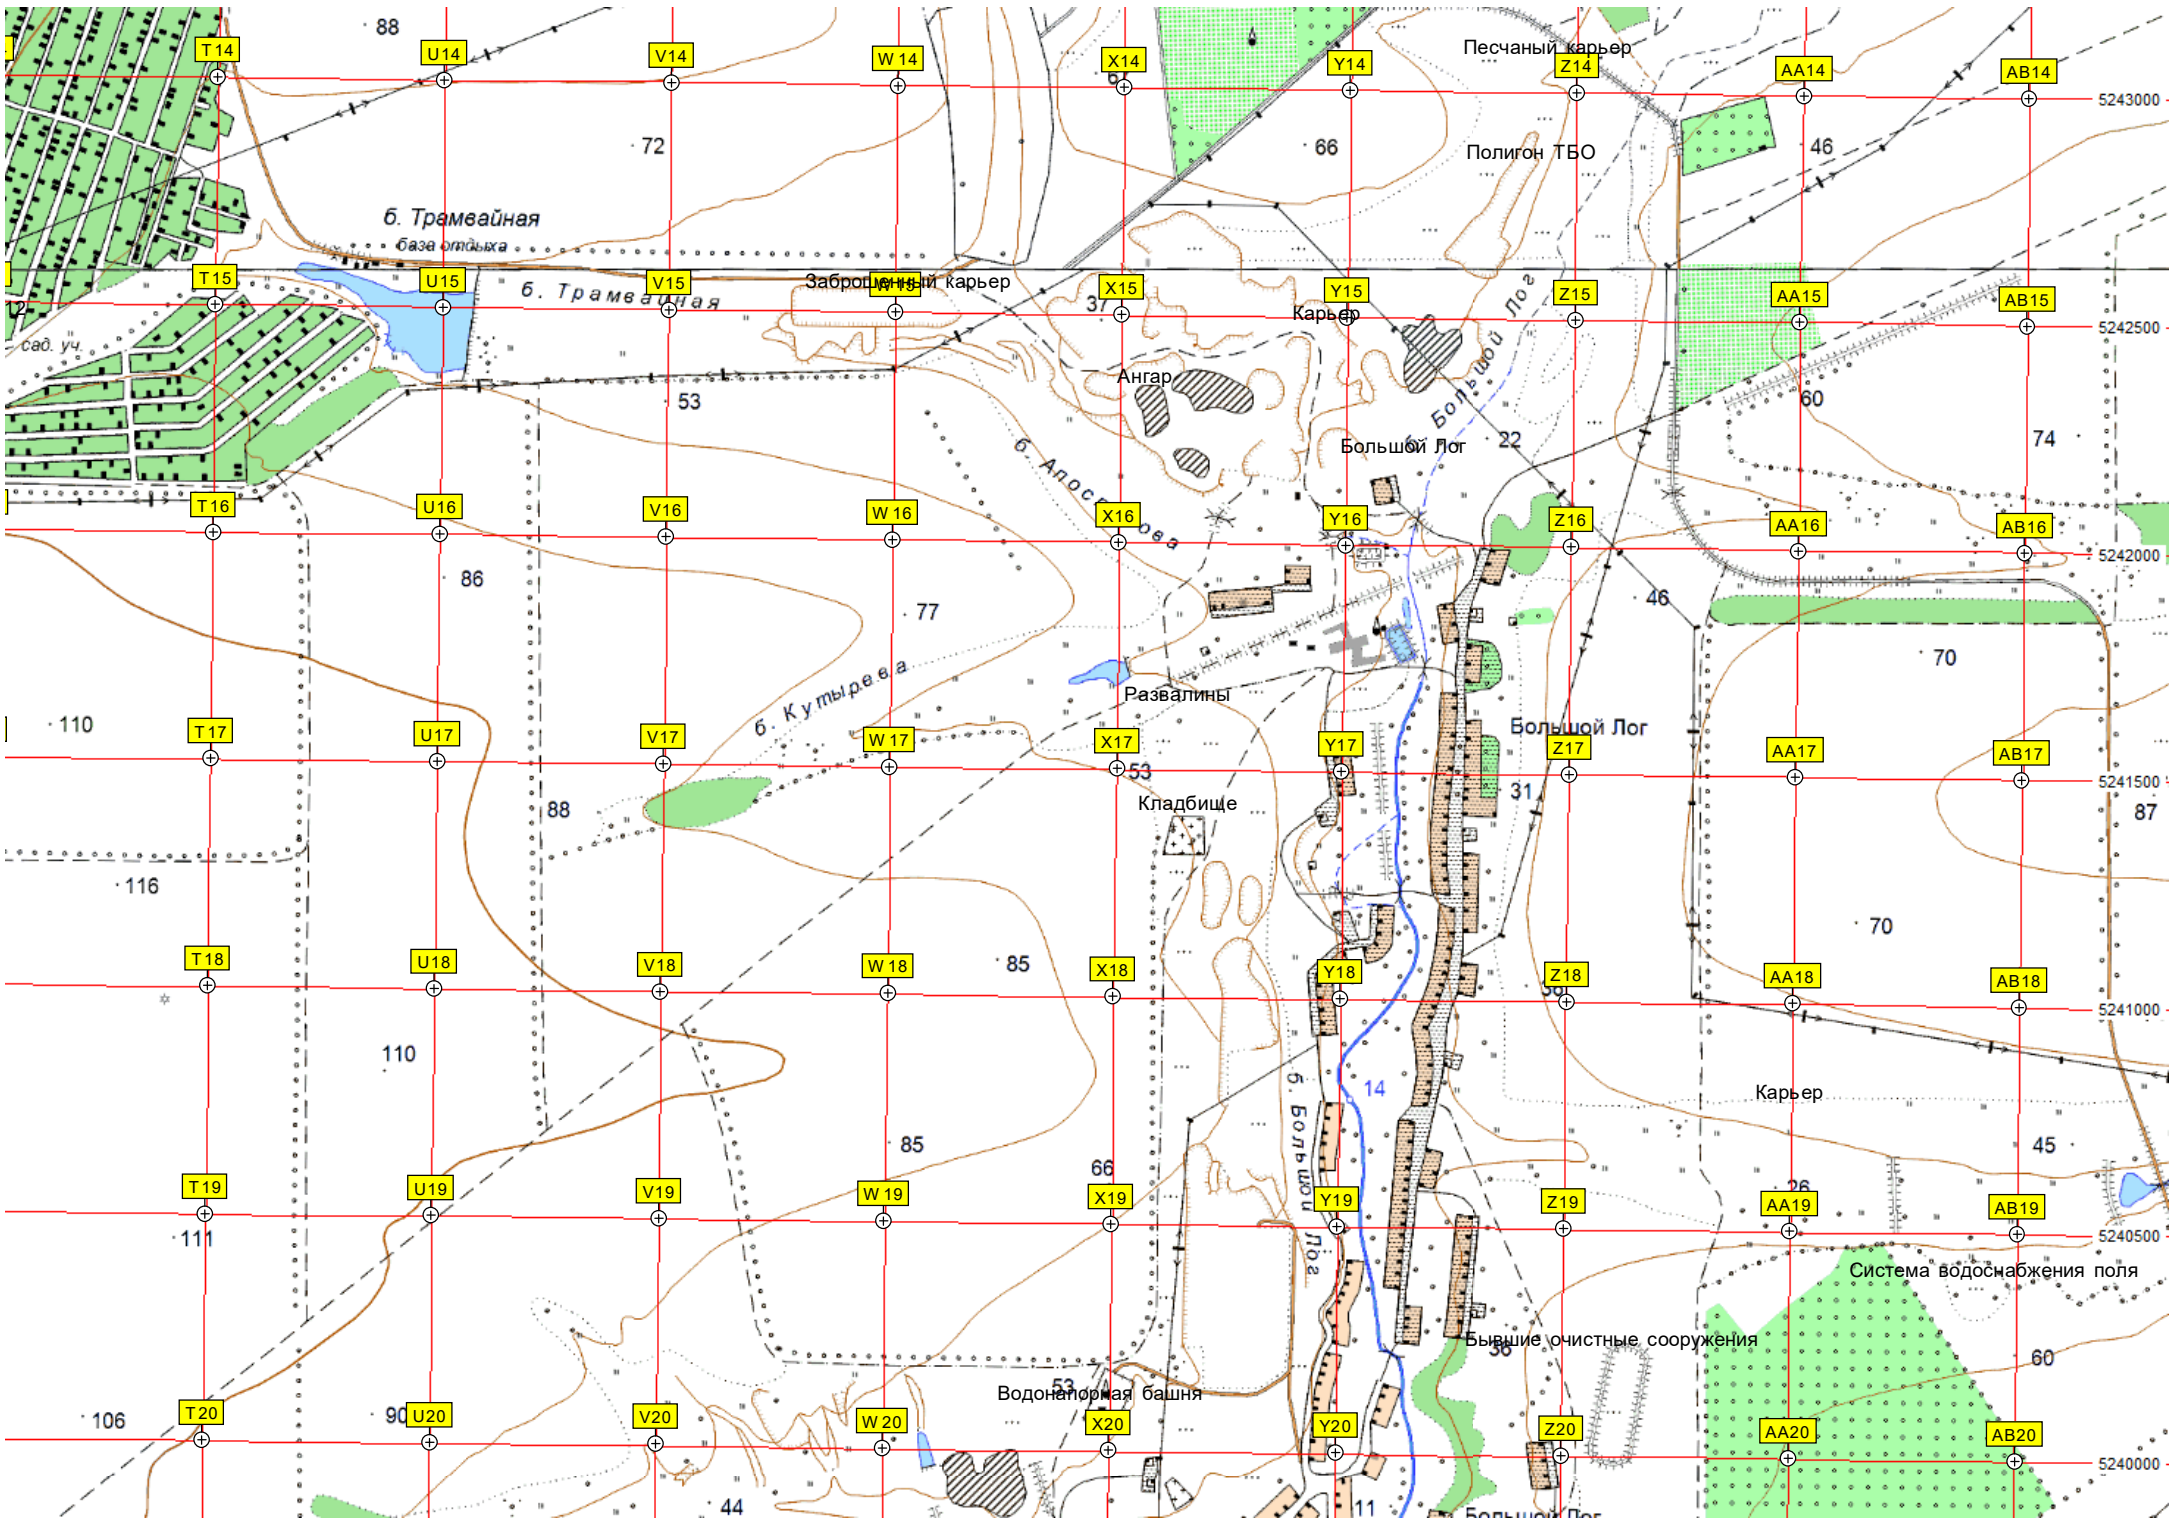 88
T14
U14
V14
W14
X14
Y14
Песчаный карьер
Z14
AA14
AB14
5243000
72
66
Полигон ТБО
46
б. Трамвайная
база отдыха
T15
U15
б. Трамвайная
V15
Заброшенный карьер
W15
37
X15
Y15
Карьер
б. Большой Лог
Z15
AA15
AB15
5242500
12
сад. уч.
53
Ангар
60
б. Апостолова
Большой Лог
22
74
T16
U16
V16
W16
X16
Y16
Z16
AA16
AB16
5242000
86
77
46
70
б. Кутырева
Развалины
110
T17
U17
V17
W17
X17
53
Y17
Большой Лог
Z17
AA17
AB17
5241500
88
Кладбище
31
87
116
70
T18
U18
V18
W18
85
X18
Y18
Z18
36
AA18
AB18
5241000
110
14
Карьер
б. Большой Лог
85
66
45
26
T19
U19
V19
W19
X19
Y19
Z19
AA19
AB19
5240500
111
Система водоснабжения поля
Бывшие очистные сооружения
36
60
53
Водонапорная башня
106
T20
90
U20
V20
W20
X20
Y20
Z20
AA20
AB20
5240000
44
11
Большой Лог